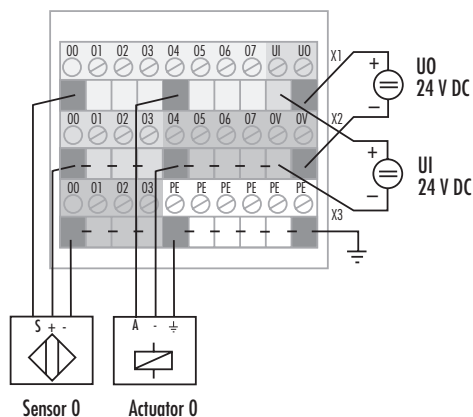 00 01 02 03 04 05 06 07 UI UO
X1
00 01 02 03 04 05 06 07 0V 0V
X2
00 01 02 03 PE PE PE PE PE PE
X3
+
UO
24 V DC
−
+
UI
24 V DC
−
S + -
A -
Sensor 0
Actuator 0